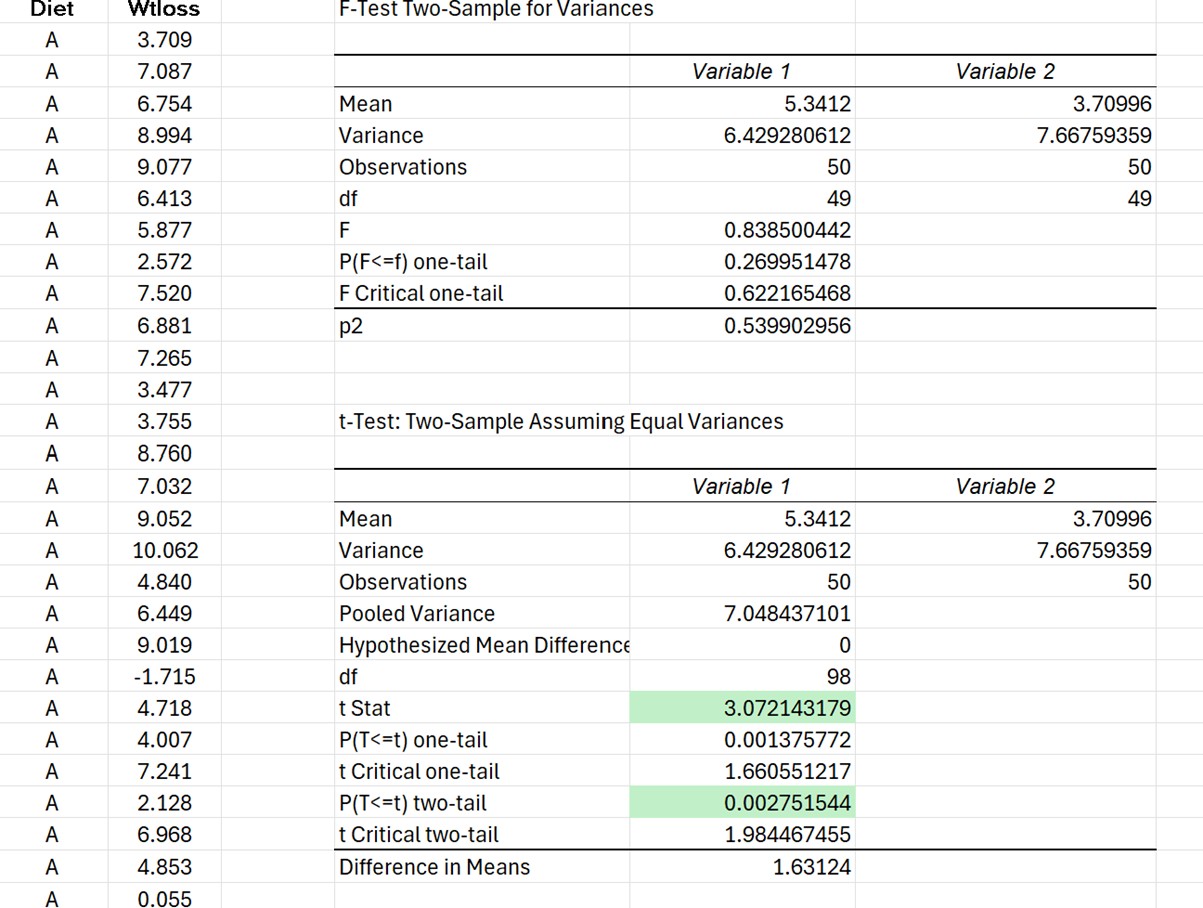 Diet Wtloss F-Test Two-Sample for Variances
A 3.709
A 7.087 Variable 1 Variable 2
A 6.754 Mean 5.3412 3.70996
A 8.994 Variance 6.429280612 7.66759359
A 9.077 Observations 50 50
A 6.413 df 49 49
A 5.877 F 0.838500442
A 2.572 P(F<=f) one-tail 0.269951478
A 7.520 F Critical one-tail 0.622165468
A 6.881 p2 0.539902956
A 7.265
A 3.477
A 3.755 t-Test: Two-Sample Assuming Equal Variances
A 8.760
A 7.032 Variable 1 Variable 2
A 9.052 Mean 5.3412 3.70996
A 10.062 Variance 6.429280612 7.66759359
A 4.840 Observations 50 50
A 6.449 Pooled Variance 7.048437101
A 9.019 Hypothesized Mean Difference 0
A -1.715 df 98
A 4.718 t Stat 3.072143179
A 4.007 P(T<=t) one-tail 0.001375772
A 7.241 t Critical one-tail 1.660551217
A 2.128 P(T<=t) two-tail 0.002751544
A 6.968 t Critical two-tail 1.984467455
A 4.853 Difference in Means 1.63124
A 0.055